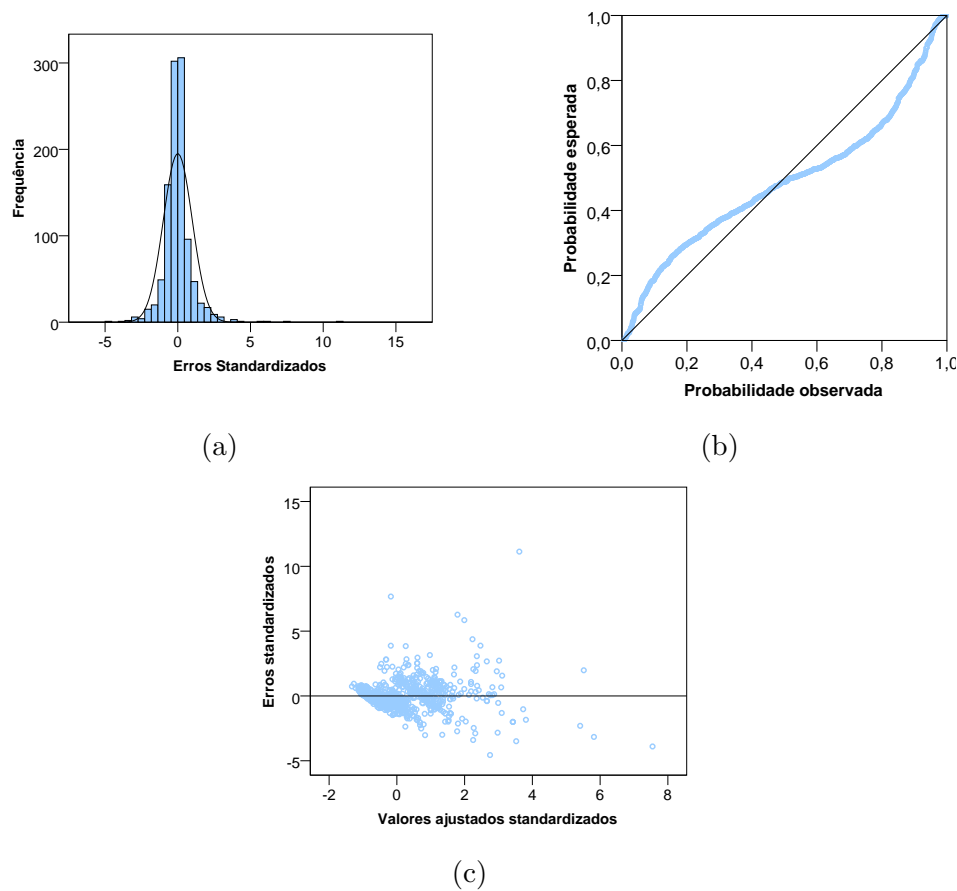 300
200
100
0
Frequência
-5 0 5 10 15
Erros Standardizados
(a)
1,0
0,8
0,6
0,4
0,2
0,0
Probabilidade esperada
0,0 0,2 0,4 0,6 0,8 1,0
Probabilidade observada
(b)
15
10
5
0
-5
Erros standardizados
-2 0 2 4 6 8
Valores ajustados standardizados
(c)